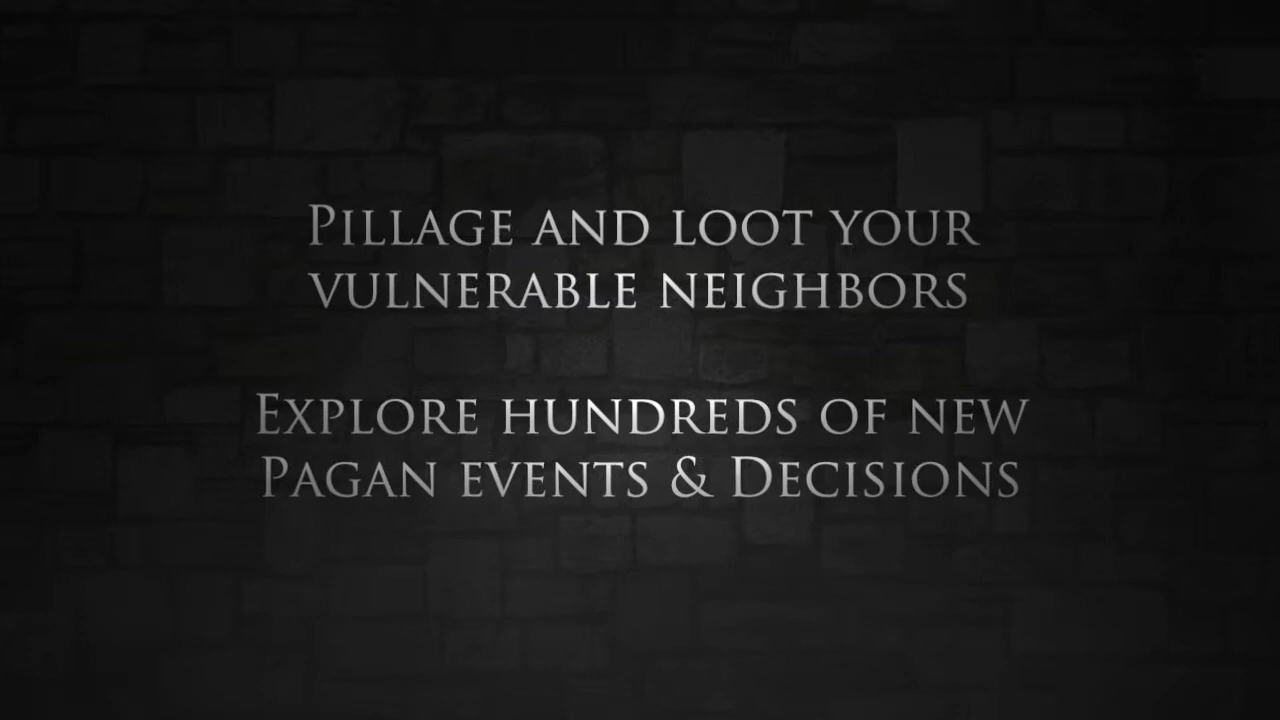 Pillage and loot your
vulnerable neighbors
Explore hundreds of new
Pagan events & Decisions